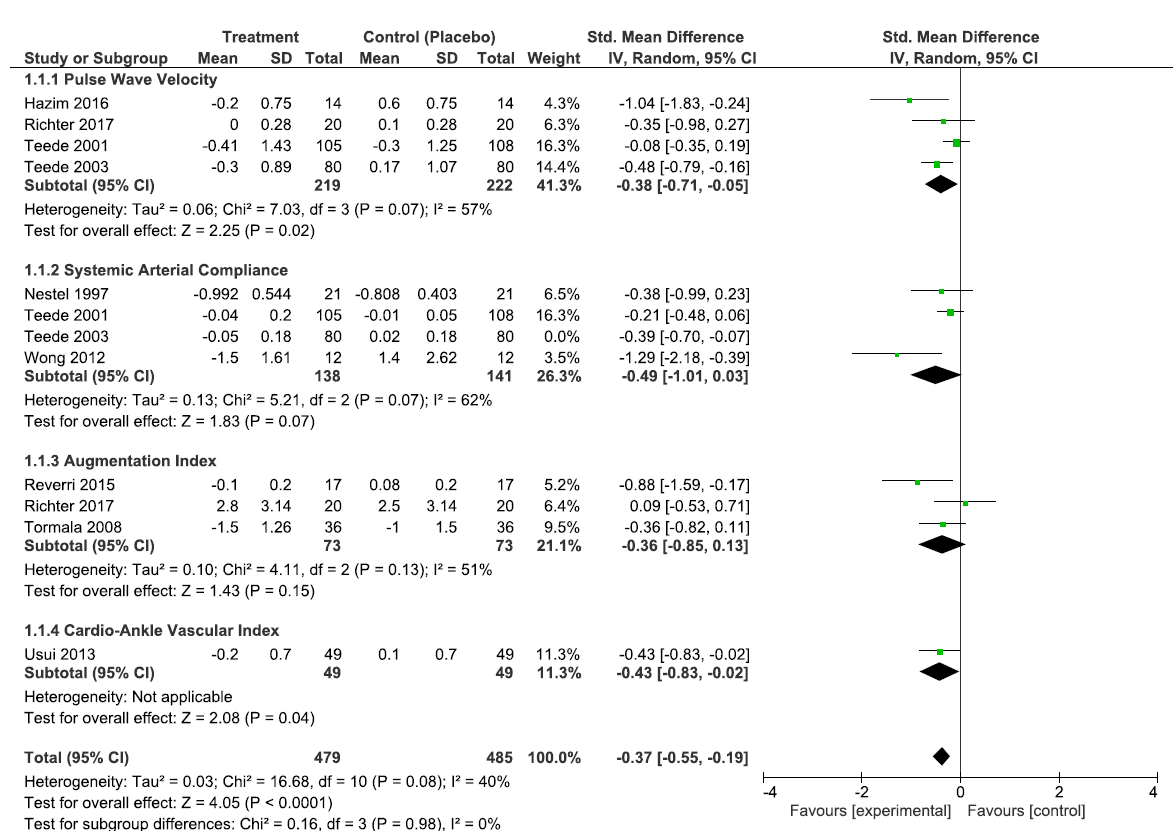 Treatment Control (Placebo) Std. Mean Difference Std. Mean Difference
Study or Subgroup Mean SD Total Mean SD Total Weight IV, Random, 95% CI IV, Random, 95% CI
1.1.1 Pulse Wave Velocity
Hazim 2016 -0.2 0.75 14 0.6 0.75 14 4.3% -1.04 [-1.83, -0.24]
Richter 2017 0 0.28 20 0.1 0.28 20 6.3% -0.35 [-0.98, 0.27]
Teede 2001 -0.41 1.43 105 -0.3 1.25 108 16.3% -0.08 [-0.35, 0.19]
Teede 2003 -0.3 0.89 80 0.17 1.07 80 14.4% -0.48 [-0.79, -0.16]
Subtotal (95% CI) 219 222 41.3% -0.38 [-0.71, -0.05]
Heterogeneity: Tau² = 0.06; Chi² = 7.03, df = 3 (P = 0.07); I² = 57%
Test for overall effect: Z = 2.25 (P = 0.02)
1.1.2 Systemic Arterial Compliance
Nestel 1997 -0.992 0.544 21 -0.808 0.403 21 6.5% -0.38 [-0.99, 0.23]
Teede 2001 -0.04 0.2 105 -0.01 0.05 108 16.3% -0.21 [-0.48, 0.06]
Teede 2003 -0.05 0.18 80 0.02 0.18 80 0.0% -0.39 [-0.70, -0.07]
Wong 2012 -1.5 1.61 12 1.4 2.62 12 3.5% -1.29 [-2.18, -0.39]
Subtotal (95% CI) 138 141 26.3% -0.49 [-1.01, 0.03]
Heterogeneity: Tau² = 0.13; Chi² = 5.21, df = 2 (P = 0.07); I² = 62%
Test for overall effect: Z = 1.83 (P = 0.07)
1.1.3 Augmentation Index
Reverri 2015 -0.1 0.2 17 0.08 0.2 17 5.2% -0.88 [-1.59, -0.17]
Richter 2017 2.8 3.14 20 2.5 3.14 20 6.4% 0.09 [-0.53, 0.71]
Tormala 2008 -1.5 1.26 36 -1 1.5 36 9.5% -0.36 [-0.82, 0.11]
Subtotal (95% CI) 73 73 21.1% -0.36 [-0.85, 0.13]
Heterogeneity: Tau² = 0.10; Chi² = 4.11, df = 2 (P = 0.13); I² = 51%
Test for overall effect: Z = 1.43 (P = 0.15)
1.1.4 Cardio-Ankle Vascular Index
Usui 2013 -0.2 0.7 49 0.1 0.7 49 11.3% -0.43 [-0.83, -0.02]
Subtotal (95% CI) 49 49 11.3% -0.43 [-0.83, -0.02]
Heterogeneity: Not applicable
Test for overall effect: Z = 2.08 (P = 0.04)
Total (95% CI) 479 485 100.0% -0.37 [-0.55, -0.19]
Heterogeneity: Tau² = 0.03; Chi² = 16.68, df = 10 (P = 0.08); I² = 40%
-4 -2 0 2 4
Test for overall effect: Z = 4.05 (P < 0.0001)
Favours [experimental] Favours [control]
Test for subgroup differences: Chi² = 0.16, df = 3 (P = 0.98), I² = 0%